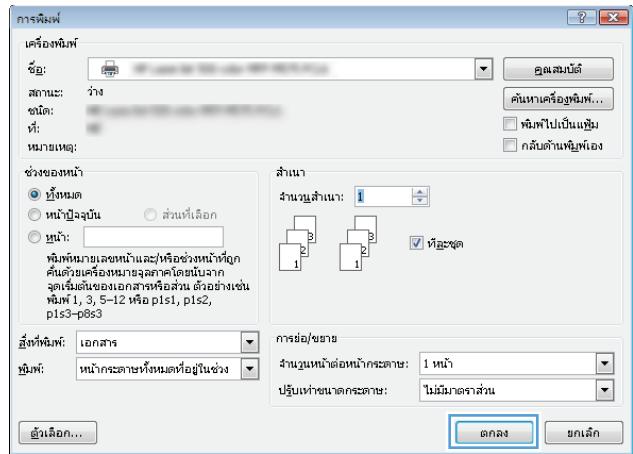 การพิมพ์
เครื่องพิมพ์
ชื่อ:
คุณสมบัติ
สถานะ: ว่าง
ชนิด:
ค้นหาเครื่องพิมพ์...
ที่:
พิมพ์ไปเป็นแฟ้ม
หมายเหตุ:
กลับด้านพิมพ์เอง
ช่วงของหน้า
ทั้งหมด
หน้าปัจจุบัน ส่วนที่เลือก
หน้า:
พิมพ์หมายเลขหน้าและ/หรือช่วงหน้าที่ถูก
คั่นด้วยเครื่องหมายจุลภาคโดยนับจาก
จุดเริ่มต้นของเอกสารหรือส่วน ตัวอย่างเช่น
พิมพ์ 1, 3, 5–12 หรือ p1s1, p1s2,
p1s3–p8s3
สำเนา
จำนวนสำเนา: 1
3 3
2 2
1 1
ทีละชุด
สิ่งที่พิมพ์: เอกสาร
พิมพ์: หน้ากระดาษทั้งหมดที่อยู่ในช่วง
การย่อ/ขยาย
จำนวนหน้าต่อหน้ากระดาษ: 1 หน้า
ปรับเท่าขนาดกระดาษ: ไม่มีมาตราส่วน
ตัวเลือก...
ตกลง
ยกเลิก